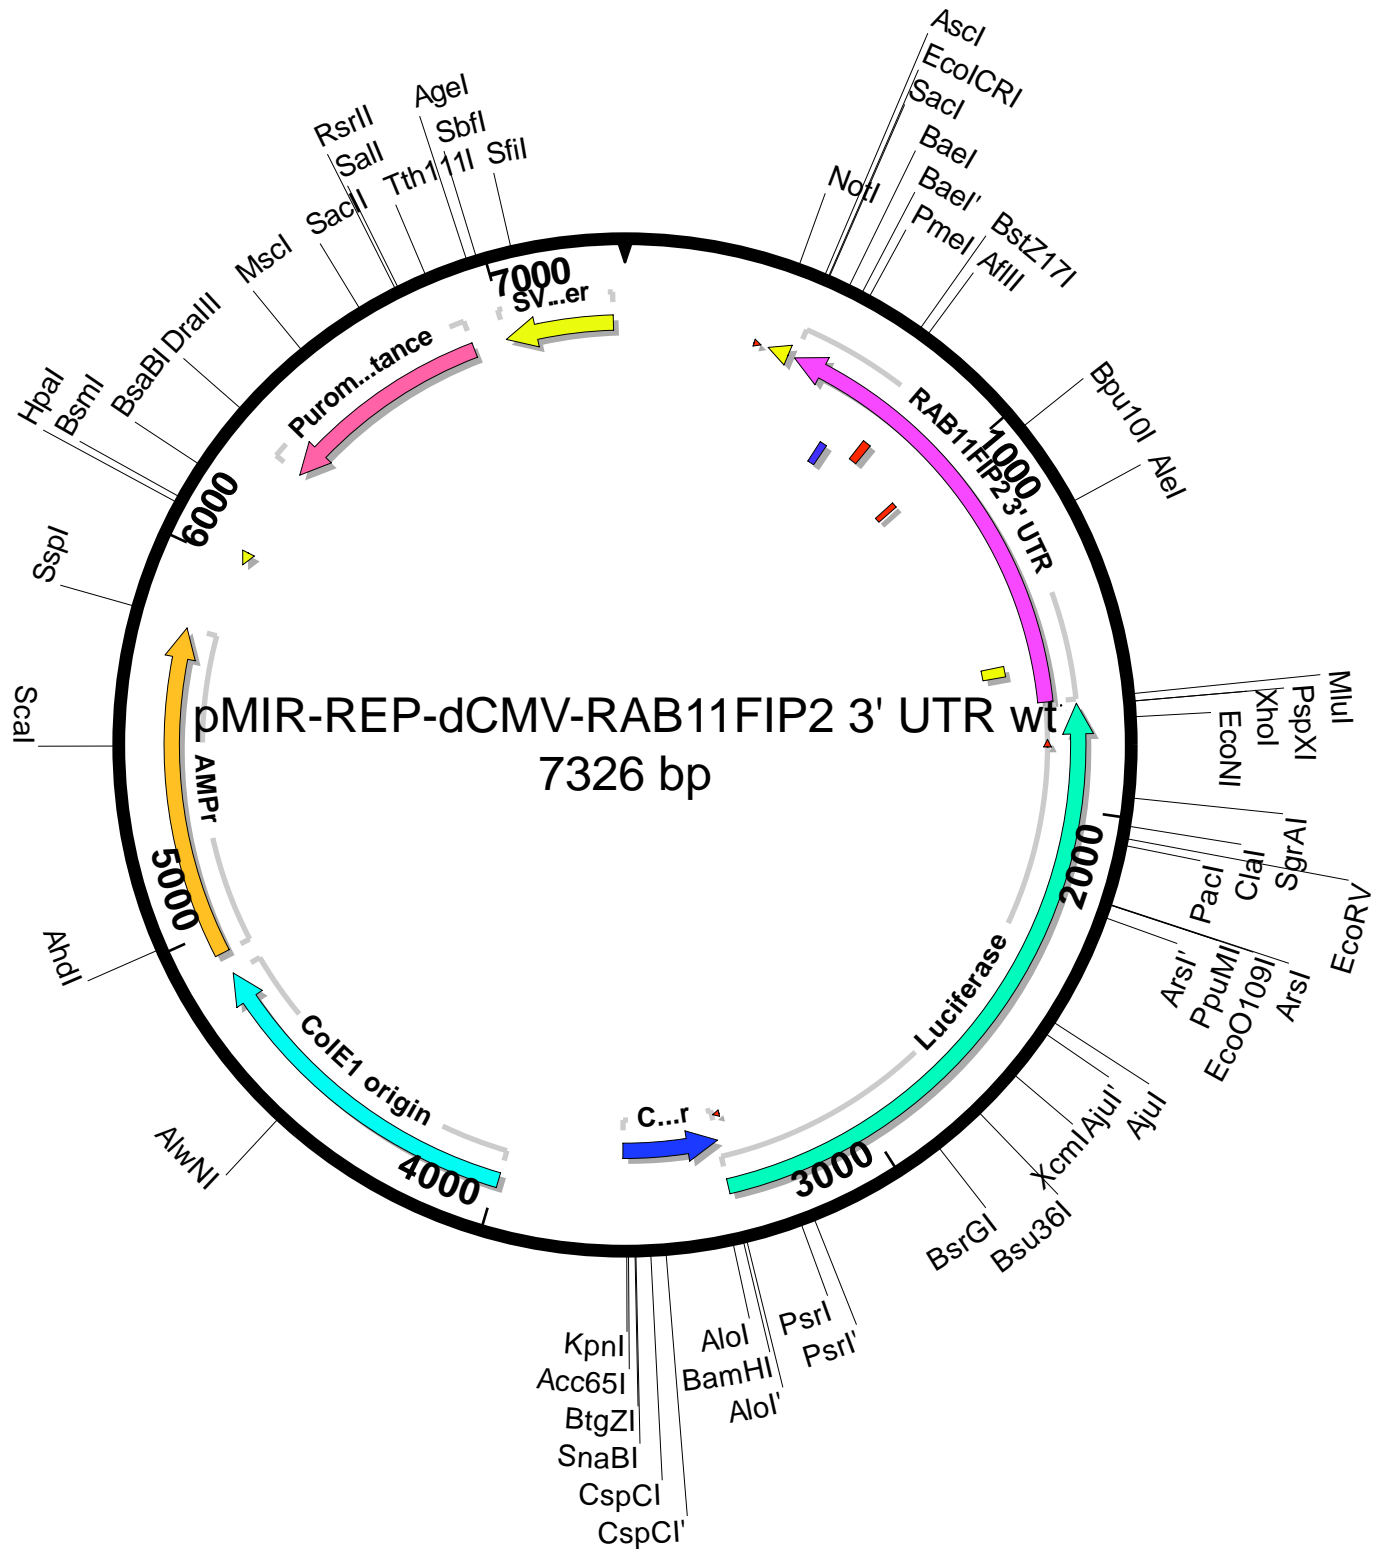 AscI
EcoICRI
SacI
BaeI
BaeI'
PmeI
NotI
BstZ17I
AflII
Bpu10I
AleI
MluI
PspXI
XhoI
EcoNI
SgrAI
ClaI
PacI
EcoRV
ArsI
EcoO109I
PpuMI
ArsI'
AjuI
AjuI'
XcmI
Bsu36I
BsrGI
PsrI'
PsrI
AloI
BamHI
AloI'
KpnI
Acc65I
BtgZI
SnaBI
CspCI
CspCI'
AlwNI
AhdI
ScaI
SspI
HpaI
BsmI
BsaBI
DraIII
MscI
SacII
RsrII
SalI
Tth111I
AgeI
SbfI
SfiI
7000
SV...er
Purom...tance
RAB11FIP2 3' UTR
1000
6000
pMIR-REP-dCMV-RAB11FIP2 3' UTR wt
7326 bp
AMPr
5000
2000
Luciferase
ColE1 origin
C...r
4000
3000